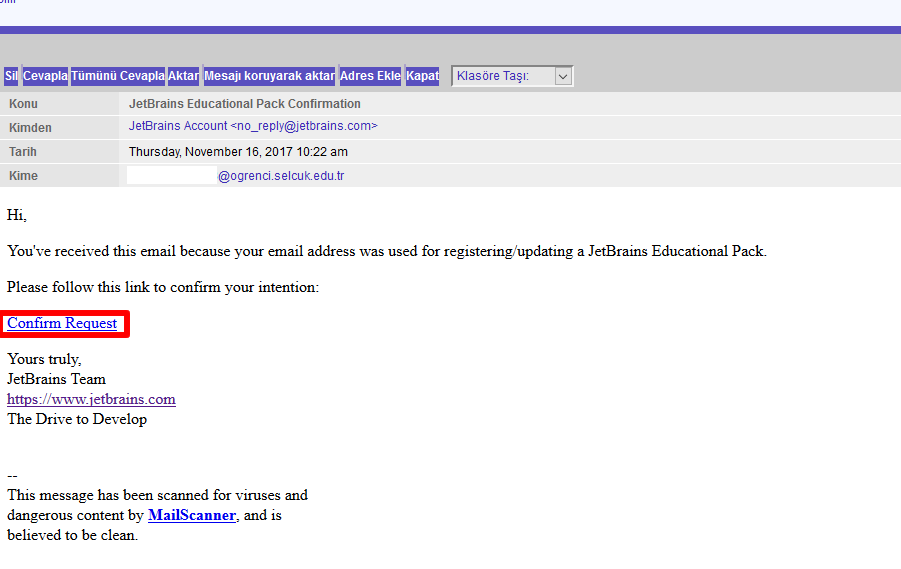 Sil Cevapla Tümünü Cevapla Aktar Mesajı koruyarak aktar Adres Ekle Kapat Klasöre Taşı:
Konu JetBrains Educational Pack Confirmation
Kimden JetBrains Account <no_reply@jetbrains.com>
Tarih Thursday, November 16, 2017 10:22 am
Kime @ogrenci.selcuk.edu.tr
Hi,
You've received this email because your email address was used for registering/updating a JetBrains Educational Pack.
Please follow this link to confirm your intention:
Confirm Request
Yours truly,
JetBrains Team
https://www.jetbrains.com
The Drive to Develop
--
This message has been scanned for viruses and
dangerous content by MailScanner, and is
believed to be clean.